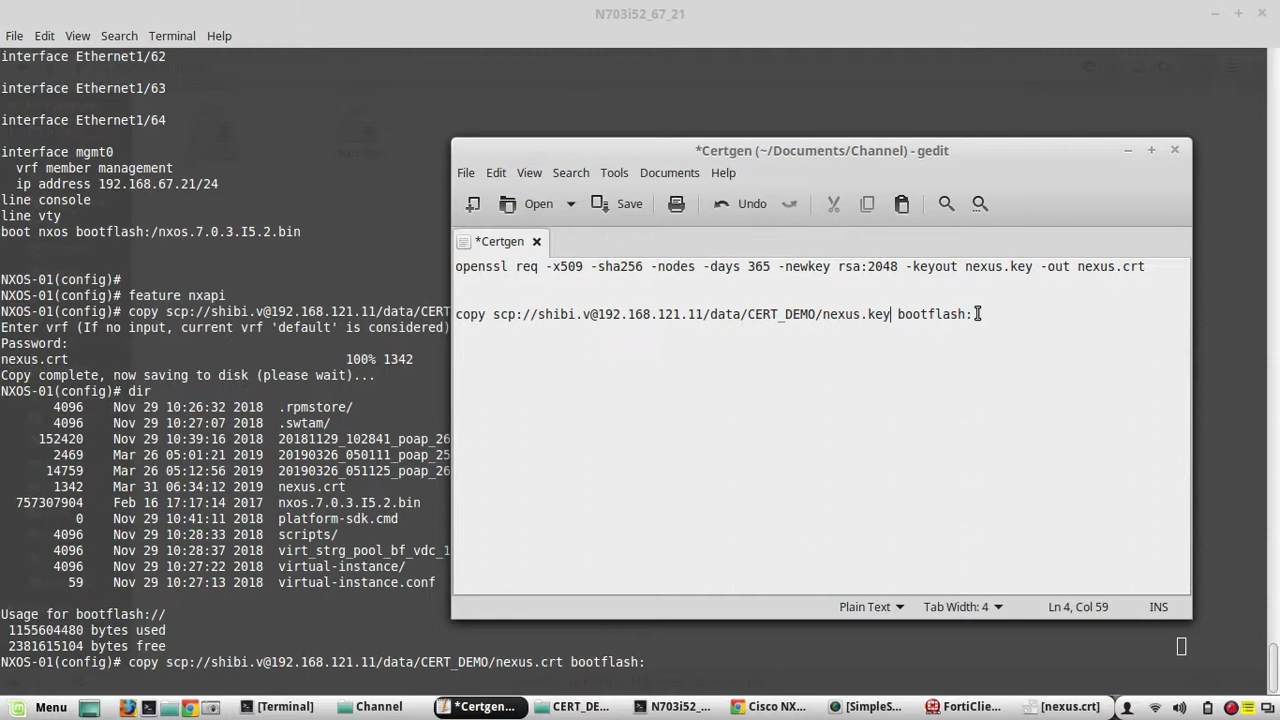 N703i52_67_21
File Edit View Search Terminal Help
interface Ethernet1/62
interface Ethernet1/63
interface Ethernet1/64
interface mgmt0
vrf member management
ip address 192.168.67.21/24
line console
line vty
boot nxos bootflash:/nxos.7.0.3.I5.2.bin
NXOS-01(config)#
NXOS-01(config)# feature nxapi
NXOS-01(config)# copy scp://shibi.v@192.168.121.11/data/CERT
Enter vrf (If no input, current vrf 'default' is considered)
Password:
nexus.crt 100% 1342
Copy complete, now saving to disk (please wait)...
NXOS-01(config)# dir
4096 Nov 29 10:26:32 2018 .rpmstore/
4096 Nov 29 10:27:07 2018 .swtam/
152420 Nov 29 10:39:16 2018 20181129_102841_poap_26
2469 Mar 26 05:01:21 2019 20190326_050111_poap_25
14759 Mar 26 05:12:56 2019 20190326_051125_poap_26
1342 Mar 31 06:34:12 2019 nexus.crt
757307904 Feb 16 17:17:14 2017 nxos.7.0.3.I5.2.bin
0 Nov 29 10:41:11 2018 platform-sdk.cmd
4096 Nov 29 10:28:33 2018 scripts/
4096 Nov 29 10:28:37 2018 virt_strg_pool_bf_vdc_1
4096 Nov 29 10:27:22 2018 virtual-instance/
59 Nov 29 10:27:13 2018 virtual-instance.conf
Usage for bootflash://
1155604480 bytes used
2381615104 bytes free
NXOS-01(config)# copy scp://shibi.v@192.168.121.11/data/CERT_DEMO/nexus.crt bootflash:
*Certgen (~/Documents/Channel) - gedit
File Edit View Search Tools Documents Help
Open Save Undo
*Certgen
openssl req -x509 -sha256 -nodes -days 365 -newkey rsa:2048 -keyout nexus.key -out nexus.crt
copy scp://shibi.v@192.168.121.11/data/CERT_DEMO/nexus.key bootflash:
Plain Text Tab Width: 4 Ln 4, Col 59 INS
Menu [Terminal] Channel *Certgen... CERT_DE... N703i52_... Cisco NX... [SimpleS... FortiClie... [nexus.crt]